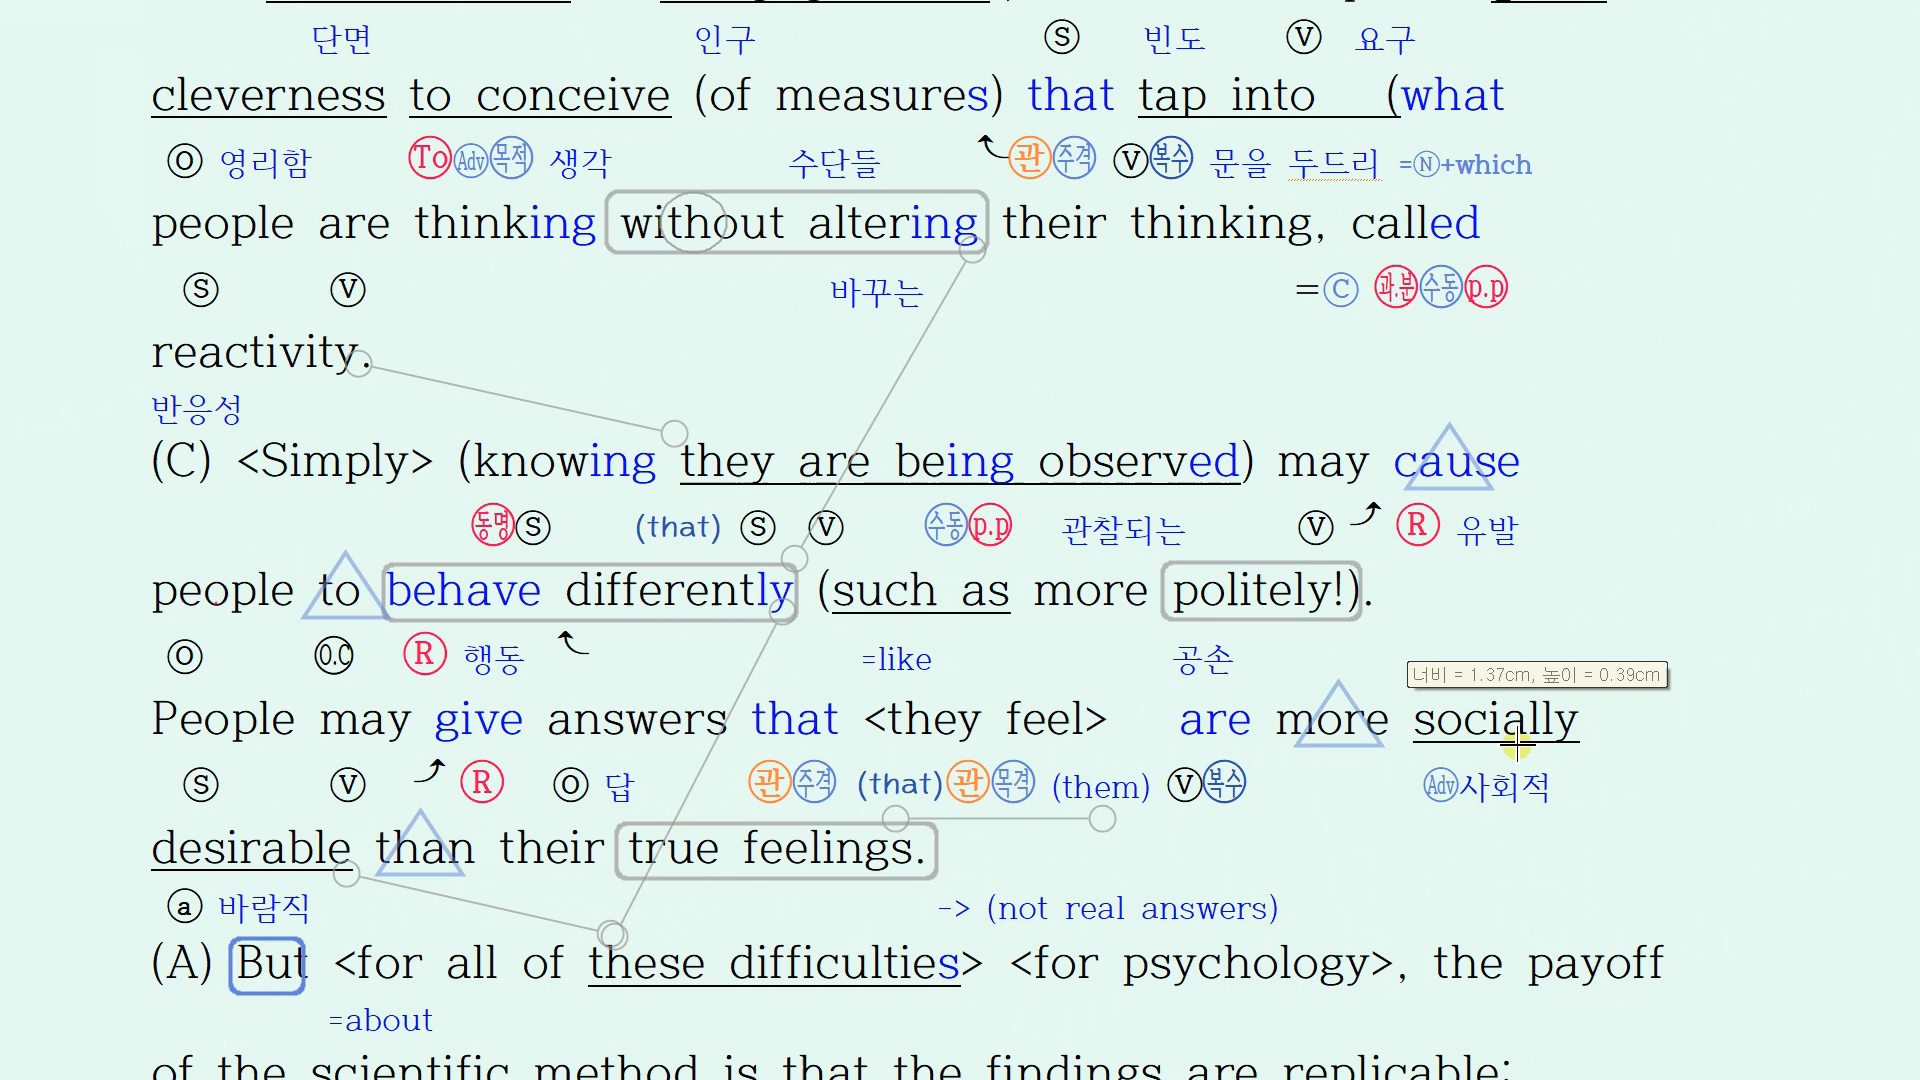 단면 인구 Ⓢ 빈도 Ⓥ 요구
cleverness to conceive (of measures) that tap into (what
Ⓞ 영리함 To Adv 목적 생각 수단들 관 주격 Ⓥ 복수 문을 두드리 =Ⓝ+which
people are thinking without altering their thinking, called
Ⓢ Ⓥ 바꾸는 =Ⓒ 과.분 수동 p.p
reactivity.
반응성
(C) <Simply> (knowing they are being observed) may cause
동명 Ⓢ (that) Ⓢ Ⓥ 수동 p.p 관찰되는 Ⓥ R 유발
people to behave differently (such as more politely!).
Ⓞ O.C R 행동 =like 공손
너비 = 1.37cm, 높이 = 0.39cm
People may give answers that <they feel> are more socially
Ⓢ Ⓥ R Ⓞ 답 관 주격 (that) 관 목격 (them) Ⓥ 복수 Adv 사회적
desirable than their true feelings.
ⓐ 바람직 -> (not real answers)
(A) But <for all of these difficulties> <for psychology>, the payoff
=about
of the scientific method is that the findings are replicable;